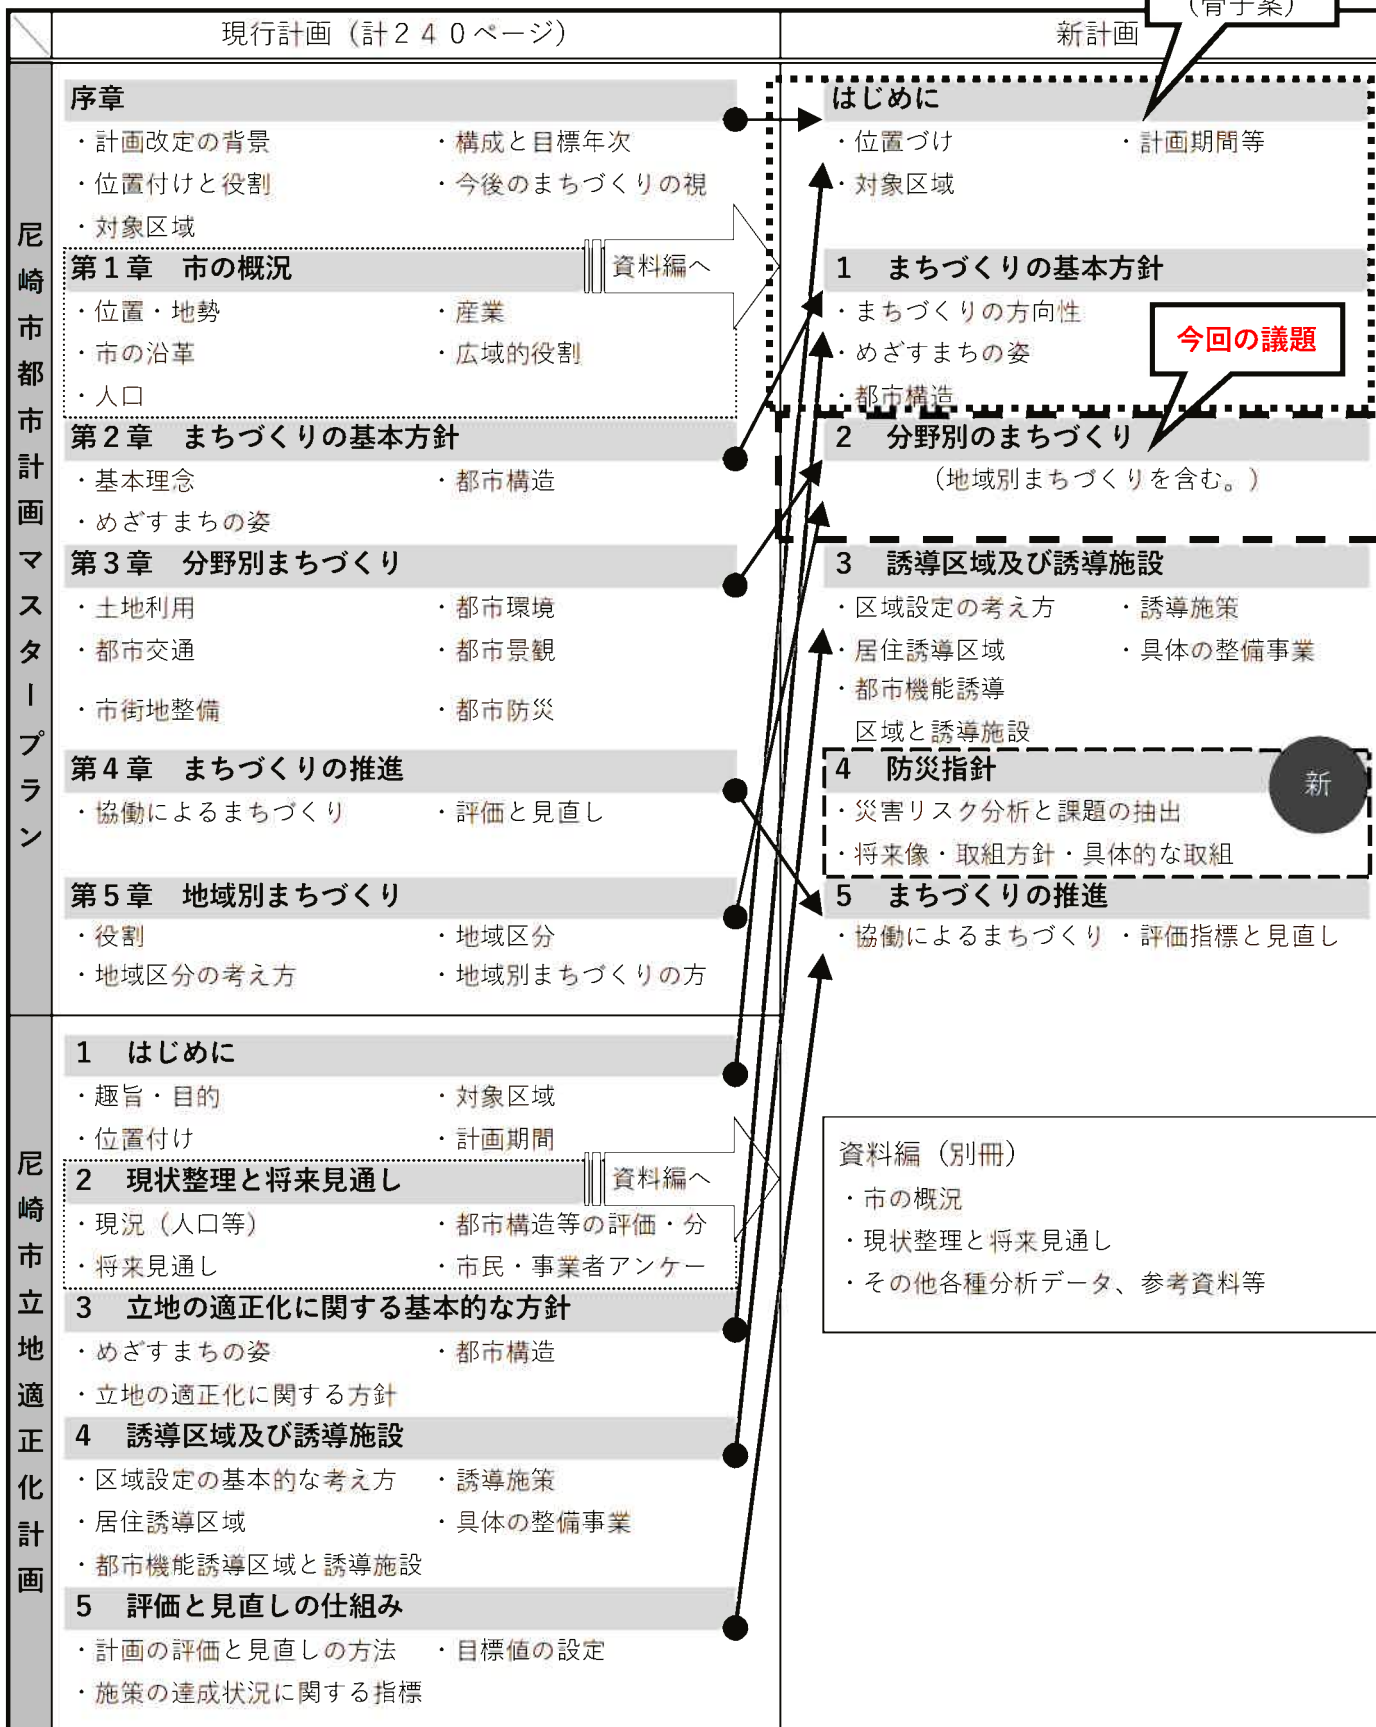 現行計画（計２４０ページ）
新計画
（骨子案）
尼崎市都市計画マスタープラン
序章
・計画改定の背景
・構成と目標年次
・位置付けと役割
・今後のまちづくりの視
・対象区域
第１章　市の概況
資料編へ
・位置・地勢
・産業
・市の沿革
・広域的役割
・人口
第２章　まちづくりの基本方針
・基本理念
・都市構造
・めざすまちの姿
第３章　分野別まちづくり
・土地利用
・都市環境
・都市交通
・都市景観
・市街地整備
・都市防災
第４章　まちづくりの推進
・協働によるまちづくり
・評価と見直し
第５章　地域別まちづくり
・役割
・地域区分
・地域区分の考え方
・地域別まちづくりの方
尼崎市立地適正化計画
1　はじめに
・趣旨・目的
・対象区域
・位置付け
・計画期間
2　現状整理と将来見通し
資料編へ
・現況（人口等）
・都市構造等の評価・分
・将来見通し
・市民・事業者アンケー
3　立地の適正化に関する基本的な方針
・めざすまちの姿
・都市構造
・立地の適正化に関する方針
4　誘導区域及び誘導施設
・区域設定の基本的な考え方
・誘導施策
・居住誘導区域
・具体の整備事業
・都市機能誘導区域と誘導施設
5　評価と見直しの仕組み
・計画の評価と見直しの方法
・目標値の設定
・施策の達成状況に関する指標
はじめに
・位置づけ
・計画期間等
・対象区域
1　まちづくりの基本方針
・まちづくりの方向性
・めざすまちの姿
・都市構造
今回の議題
2　分野別のまちづくり
（地域別まちづくりを含む。）
3　誘導区域及び誘導施設
・区域設定の考え方
・誘導施策
・居住誘導区域
・具体の整備事業
・都市機能誘導
区域と誘導施設
4　防災指針
新
・災害リスク分析と課題の抽出
・将来像・取組方針・具体的な取組
5　まちづくりの推進
・協働によるまちづくり
・評価指標と見直し
資料編（別冊）
・市の概況
・現状整理と将来見通し
・その他各種分析データ、参考資料等